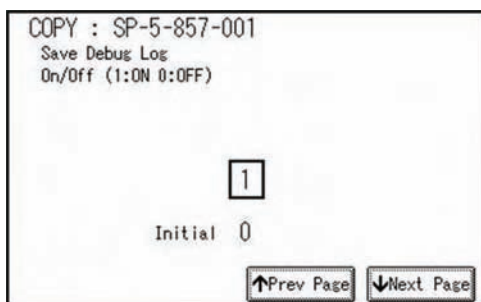 COPY : SP-5-857-001
Save Debug Log
On/Off (1:ON 0:OFF)
1
Initial 0
↑Prev Page ↓Next Page